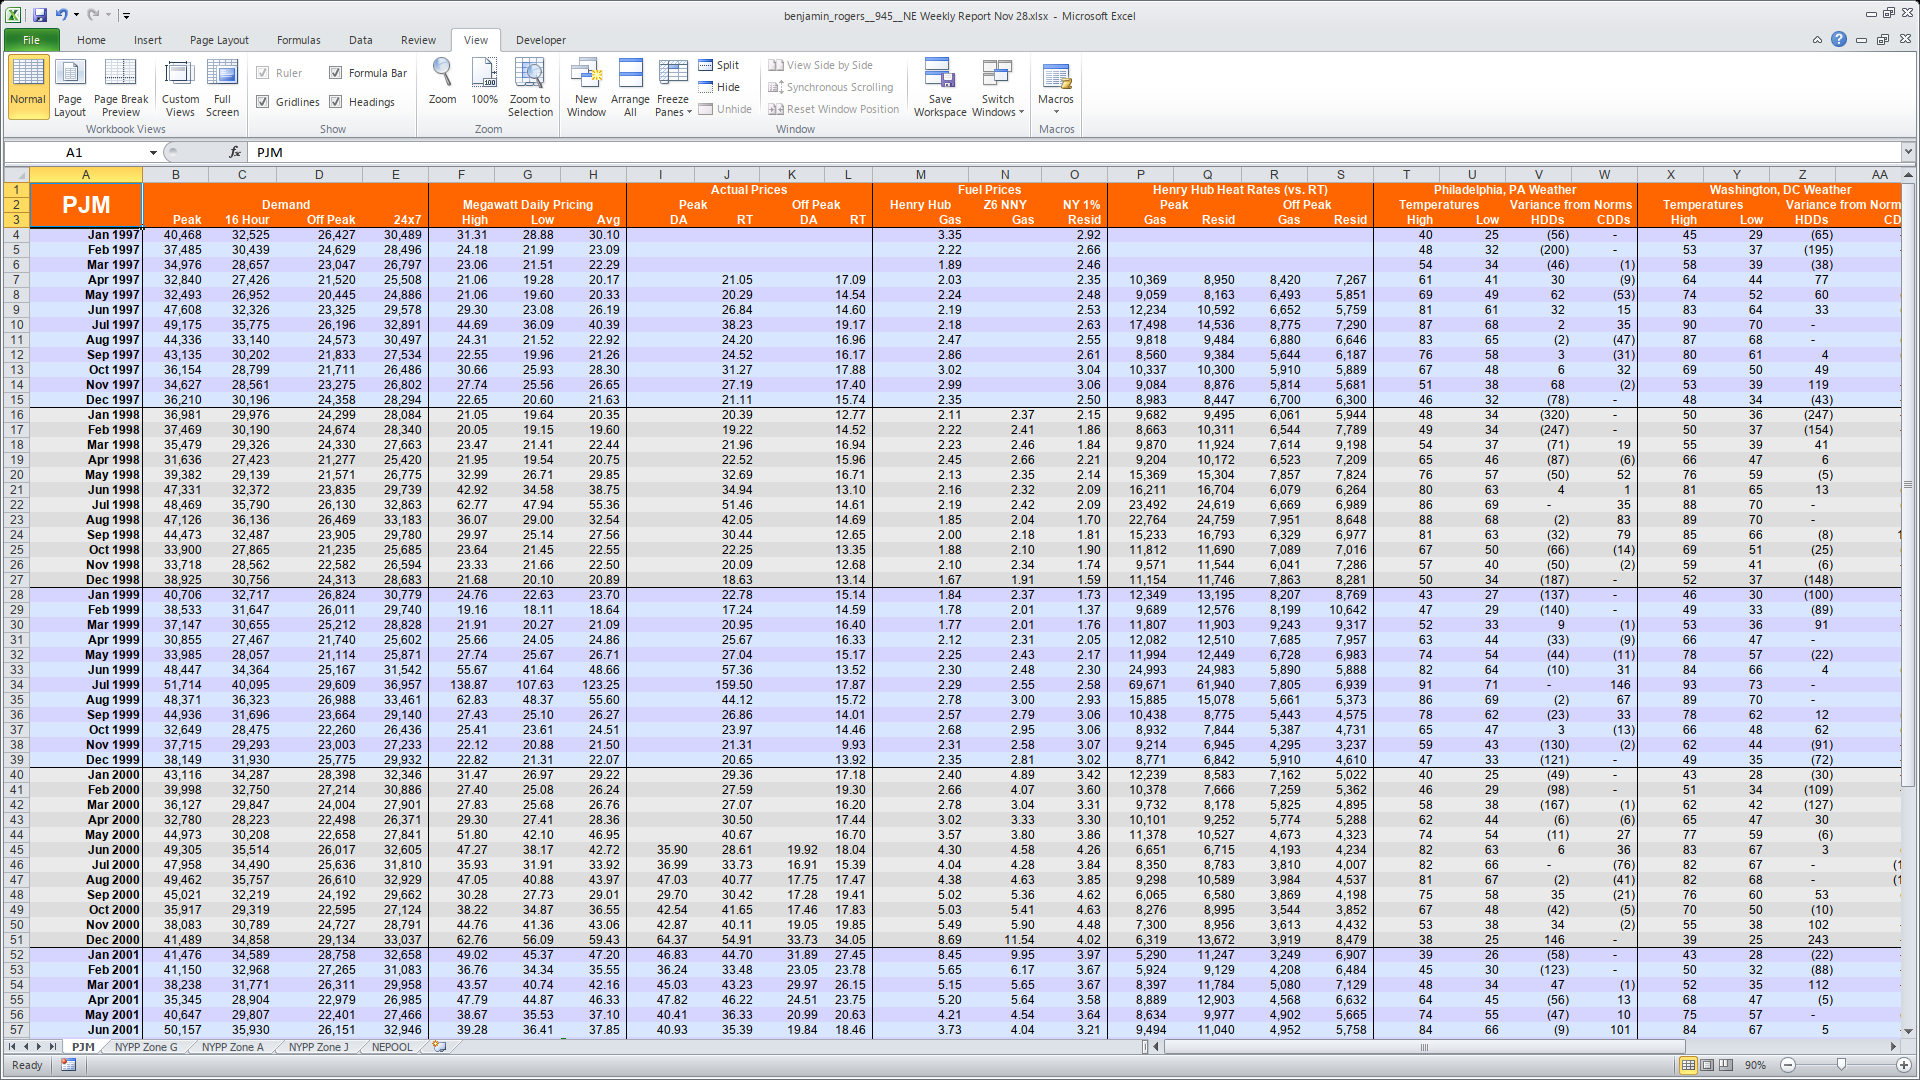 benjamin_rogers__945__NE Weekly Report Nov 28.xlsx - Microsoft Excel
File Home Insert Page Layout Formulas Data Review View Developer
Normal Page Layout Page Break Preview Custom Views Full Screen
Ruler Formula Bar
Gridlines Headings
Zoom 100% Zoom to Selection
New Window Arrange All Freeze Panes
Split
Hide
Unhide
View Side by Side
Synchronous Scrolling
Reset Window Position
Save Workspace Switch Windows Macros
Workbook Views Show Zoom Window Macros
A1 fx PJM
A B C D E F G H I J K L M N O P Q R S T U V W X Y Z AA
1 Actual Prices Fuel Prices Henry Hub Heat Rates (vs. RT) Philadelphia, PA Weather Washington, DC Weather
2 PJM Demand Megawatt Daily Pricing Peak Off Peak Henry Hub Z6 NNY NY 1% Peak Off Peak Temperatures Variance from Norms Temperatures Variance from Norm
3 Peak 16 Hour Off Peak 24x7 High Low Avg DA RT DA RT Gas Gas Resid Gas Resid Gas Resid High Low HDDs CDDs High Low HDDs CD
4 Jan 1997 40,468 32,525 26,427 30,489 31.31 28.88 30.10 3.35 2.92 40 25 (56) - 45 29 (65)
5 Feb 1997 37,485 30,439 24,629 28,496 24.18 21.99 23.09 2.22 2.66 48 32 (200) - 53 37 (195)
6 Mar 1997 34,976 28,657 23,047 26,797 23.06 21.51 22.29 1.89 2.46 54 34 (46) (1) 58 39 (38)
7 Apr 1997 32,840 27,426 21,520 25,508 21.06 19.28 20.17 21.05 17.09 2.03 2.35 10,369 8,950 8,420 7,267 61 41 30 (9) 64 44 77
8 May 1997 32,493 26,952 20,445 24,886 21.06 19.60 20.33 20.29 14.54 2.24 2.48 9,059 8,163 6,493 5,851 69 49 62 (53) 74 52 60
9 Jun 1997 47,608 32,326 23,325 29,578 29.30 23.08 26.19 26.84 14.60 2.19 2.53 12,234 10,592 6,652 5,759 81 61 32 15 83 64 33
10 Jul 1997 49,175 35,775 26,196 32,891 44.69 36.09 40.39 38.23 19.17 2.18 2.63 17,498 14,536 8,775 7,290 87 68 2 35 90 70 -
11 Aug 1997 44,336 33,140 24,573 30,497 24.31 21.52 22.92 24.20 16.96 2.47 2.55 9,818 9,484 6,880 6,646 83 65 (2) (47) 87 68 -
12 Sep 1997 43,135 30,202 21,833 27,534 22.55 19.96 21.26 24.52 16.17 2.86 2.61 8,560 9,384 5,644 6,187 76 58 3 (31) 80 61 4
13 Oct 1997 36,154 28,799 21,711 26,486 30.66 25.93 28.30 31.27 17.88 3.02 3.04 10,337 10,300 5,910 5,889 67 48 6 32 69 50 49
14 Nov 1997 34,627 28,561 23,275 26,802 27.74 25.56 26.65 27.19 17.40 2.99 3.06 9,084 8,876 5,814 5,681 51 38 68 (2) 53 39 119
15 Dec 1997 36,210 30,196 24,358 28,294 22.65 20.60 21.63 21.11 15.74 2.35 2.50 8,983 8,447 6,700 6,300 46 32 (78) - 48 34 (43)
16 Jan 1998 36,981 29,976 24,299 28,084 21.05 19.64 20.35 20.39 12.77 2.11 2.37 2.15 9,682 9,495 6,061 5,944 48 34 (320) - 50 36 (247)
17 Feb 1998 37,469 30,190 24,674 28,340 20.05 19.15 19.60 19.22 14.52 2.22 2.41 1.86 8,663 10,311 6,544 7,789 49 34 (247) - 50 37 (154)
18 Mar 1998 35,479 29,326 24,330 27,663 23.47 21.41 22.44 21.96 16.94 2.23 2.46 1.84 9,870 11,924 7,614 9,198 54 37 (71) 19 55 39 41
19 Apr 1998 31,636 27,423 21,277 25,420 21.95 19.54 20.75 22.52 15.96 2.45 2.66 2.21 9,204 10,172 6,523 7,209 65 46 (87) (6) 66 47 6
20 May 1998 39,382 29,139 21,571 26,775 32.99 26.71 29.85 32.69 16.71 2.13 2.35 2.14 15,369 15,304 7,857 7,824 76 57 (50) 52 76 59 (5)
21 Jun 1998 47,331 32,372 23,835 29,739 42.92 34.58 38.75 34.94 13.10 2.16 2.32 2.09 16,211 16,704 6,079 6,264 80 63 4 1 81 65 13
22 Jul 1998 48,469 35,790 26,130 32,863 62.77 47.94 55.36 51.46 14.61 2.19 2.42 2.09 23,492 24,619 6,669 6,989 86 69 - 35 88 70 -
23 Aug 1998 47,126 36,136 26,469 33,183 36.07 29.00 32.54 42.05 14.69 1.85 2.04 1.70 22,764 24,759 7,951 8,648 88 68 (2) 83 89 70 -
24 Sep 1998 44,473 32,487 23,905 29,780 29.97 25.14 27.56 30.44 12.65 2.00 2.18 1.81 15,233 16,793 6,329 6,977 81 63 (32) 79 85 66 (8)
25 Oct 1998 33,900 27,865 21,235 25,685 23.64 21.45 22.55 22.25 13.35 1.88 2.10 1.90 11,812 11,690 7,089 7,016 67 50 (66) (14) 69 51 (25)
26 Nov 1998 33,718 28,562 22,582 26,594 23.33 21.66 22.50 20.09 12.68 2.10 2.34 1.74 9,571 11,544 6,041 7,286 57 40 (50) (2) 59 41 (6)
27 Dec 1998 38,925 30,756 24,313 28,683 21.68 20.10 20.89 18.63 13.14 1.67 1.91 1.59 11,154 11,746 7,863 8,281 50 34 (187) - 52 37 (148)
28 Jan 1999 40,706 32,717 26,824 30,779 24.76 22.63 23.70 22.78 15.14 1.84 2.37 1.73 12,349 13,195 8,207 8,769 43 27 (137) - 46 30 (100)
29 Feb 1999 38,533 31,647 26,011 29,740 19.16 18.11 18.64 17.24 14.59 1.78 2.01 1.37 9,689 12,576 8,199 10,642 47 29 (140) - 49 33 (89)
30 Mar 1999 37,147 30,655 25,212 28,828 21.91 20.27 21.09 20.95 16.40 1.77 2.01 1.76 11,807 11,903 9,243 9,317 52 33 9 (1) 53 36 91
31 Apr 1999 30,855 27,467 21,740 25,602 25.66 24.05 24.86 25.67 16.33 2.12 2.31 2.05 12,082 12,510 7,685 7,957 63 44 (33) (9) 66 47 -
32 May 1999 33,985 28,057 21,114 25,871 27.74 25.67 26.71 27.04 15.17 2.25 2.43 2.17 11,994 12,449 6,728 6,983 74 54 (44) (11) 78 57 (22)
33 Jun 1999 48,447 34,364 25,167 31,542 55.67 41.64 48.66 57.36 13.52 2.30 2.48 2.30 24,993 24,983 5,890 5,888 82 64 (10) 31 84 66 4
34 Jul 1999 51,714 40,095 29,609 36,957 138.87 107.63 123.25 159.50 17.87 2.29 2.55 2.58 69,671 61,940 7,805 6,939 91 71 - 146 93 73 -
35 Aug 1999 48,371 36,323 26,988 33,461 62.83 48.37 55.60 44.12 15.72 2.78 3.00 2.93 15,885 15,078 5,661 5,373 86 69 (2) 67 89 70 -
36 Sep 1999 44,936 31,696 23,664 29,140 27.43 25.10 26.27 26.86 14.01 2.57 2.79 3.06 10,438 8,775 5,443 4,575 78 62 (23) 33 78 62 12
37 Oct 1999 32,649 28,475 22,260 26,436 25.41 23.61 24.51 23.97 14.46 2.68 2.95 3.06 8,932 7,844 5,387 4,731 65 47 3 (13) 66 48 62
38 Nov 1999 37,715 29,293 23,003 27,233 22.12 20.88 21.50 21.31 9.93 2.31 2.58 3.07 9,214 6,945 4,295 3,237 59 43 (130) (2) 62 44 (91)
39 Dec 1999 38,149 31,930 25,775 29,932 22.82 21.31 22.07 20.65 13.92 2.35 2.81 3.02 8,771 6,842 5,910 4,610 47 33 (121) - 49 35 (72)
40 Jan 2000 43,116 34,287 28,398 32,346 31.47 26.97 29.22 29.36 17.18 2.40 4.89 3.42 12,239 8,583 7,162 5,022 40 25 (49) - 43 28 (30)
41 Feb 2000 39,998 32,750 27,214 30,886 27.40 25.08 26.24 27.59 19.30 2.66 4.07 3.60 10,378 7,666 7,259 5,362 46 29 (98) - 51 34 (109)
42 Mar 2000 36,127 29,847 24,004 27,901 27.83 25.68 26.76 27.07 16.20 2.78 3.04 3.31 9,732 8,178 5,825 4,895 58 38 (167) (1) 62 42 (127)
43 Apr 2000 32,780 28,223 22,498 26,371 29.30 27.41 28.36 30.50 17.44 3.02 3.33 3.30 10,101 9,252 5,774 5,288 62 44 (6) (6) 65 47 30
44 May 2000 44,973 30,208 22,658 27,841 51.80 42.10 46.95 40.67 16.70 3.57 3.80 3.86 11,378 10,527 4,673 4,323 74 54 (11) 27 77 59 (6)
45 Jun 2000 49,305 35,514 26,017 32,605 47.27 38.17 42.72 35.90 28.61 19.92 18.04 4.30 4.58 4.26 6,651 6,715 4,193 4,234 82 63 6 36 83 67 3
46 Jul 2000 47,958 34,490 25,636 31,810 35.93 31.91 33.92 36.99 33.73 16.91 15.39 4.04 4.28 3.84 8,350 8,783 3,810 4,007 82 66 - (76) 82 67 - (1
47 Aug 2000 49,462 35,757 26,610 32,929 47.05 40.88 43.97 47.03 40.77 17.75 17.47 4.38 4.63 3.85 9,298 10,589 3,984 4,537 81 67 (2) (41) 82 68 - (1
48 Sep 2000 45,021 32,219 24,192 29,662 30.28 27.73 29.01 29.70 30.42 17.28 19.41 5.02 5.36 4.62 6,065 6,580 3,869 4,198 75 58 35 (21) 76 60 53
49 Oct 2000 35,917 29,319 22,595 27,124 38.22 34.87 36.55 42.54 41.65 17.46 17.83 5.03 5.41 4.63 8,276 8,995 3,544 3,852 67 48 (42) (5) 70 50 (10)
50 Nov 2000 38,083 30,789 24,727 28,791 44.76 41.36 43.06 42.87 40.11 19.05 19.85 5.49 5.90 4.48 7,300 8,956 3,613 4,432 53 38 34 (2) 55 38 102
51 Dec 2000 41,489 34,858 29,134 33,037 62.76 56.09 59.43 64.37 54.91 33.73 34.05 8.69 11.54 4.02 6,319 13,672 3,919 8,479 38 25 146 - 39 25 243
52 Jan 2001 41,476 34,589 28,758 32,658 49.02 45.37 47.20 46.83 44.70 31.89 27.45 8.45 9.95 3.97 5,290 11,247 3,249 6,907 39 26 (58) - 43 28 (22)
53 Feb 2001 41,150 32,968 27,265 31,083 36.76 34.34 35.55 36.24 33.48 23.05 23.78 5.65 6.17 3.67 5,924 9,129 4,208 6,484 45 30 (123) - 50 32 (88)
54 Mar 2001 38,238 31,771 26,311 29,958 43.57 40.74 42.16 45.03 43.23 29.97 26.15 5.15 5.65 3.67 8,397 11,784 5,080 7,129 48 34 47 (1) 52 35 112
55 Apr 2001 35,345 28,904 22,979 26,985 47.79 44.87 46.33 47.82 46.22 24.51 23.75 5.20 5.64 3.58 8,889 12,903 4,568 6,632 64 45 (56) 13 68 47 (5)
56 May 2001 40,647 29,807 22,401 27,466 38.67 35.53 37.10 40.41 36.33 20.99 20.63 4.21 4.54 3.64 8,634 9,977 4,902 5,665 74 55 (47) 10 75 57 -
57 Jun 2001 50,157 35,930 26,151 32,946 39.28 36.41 37.85 40.93 35.39 19.84 18.46 3.73 4.04 3.21 9,494 11,040 4,952 5,758 84 66 (9) 101 84 67 5
PJM NYPP Zone G NYPP Zone A NYPP Zone J NEPOOL
Ready 90%